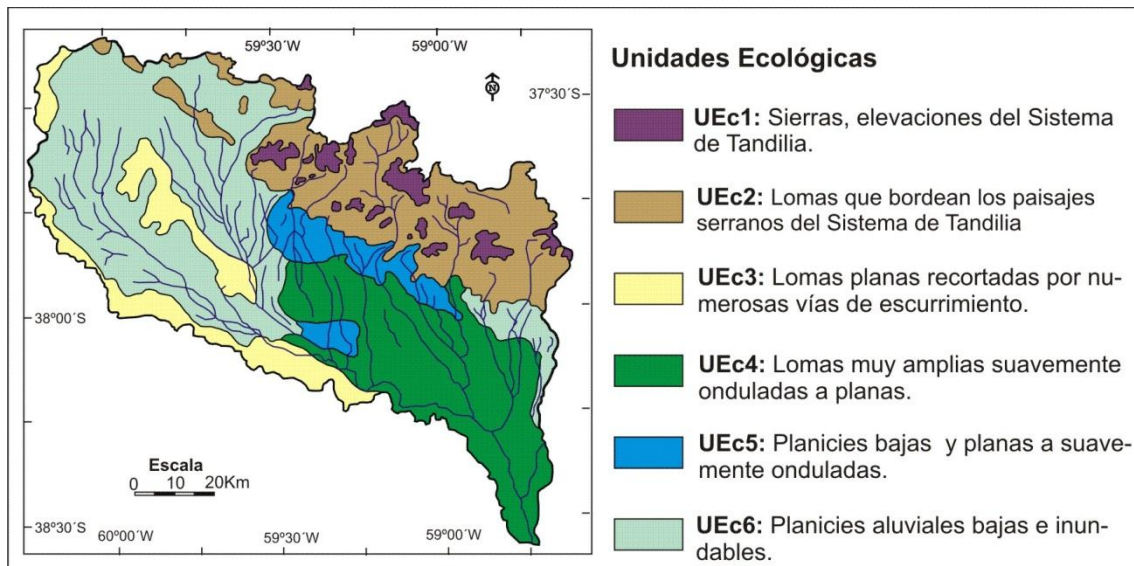 59°30´W
59°00´W
N
37°30´S
38°00´S
Escala
0 10 20Km
38°30´S
60°00´W
59°30´W
59°00´W
Unidades Ecológicas
UEc1: Sierras, elevaciones del Sistema
de Tandilia.
UEc2: Lomas que bordean los paisajes
serranos del Sistema de Tandilia
UEc3: Lomas planas recortadas por nu-
merosas vías de escurrimiento.
UEc4: Lomas muy amplias suavemente
onduladas a planas.
UEc5: Planicies bajas y planas a suave-
mente onduladas.
UEc6: Planicies aluviales bajas e inun-
dables.